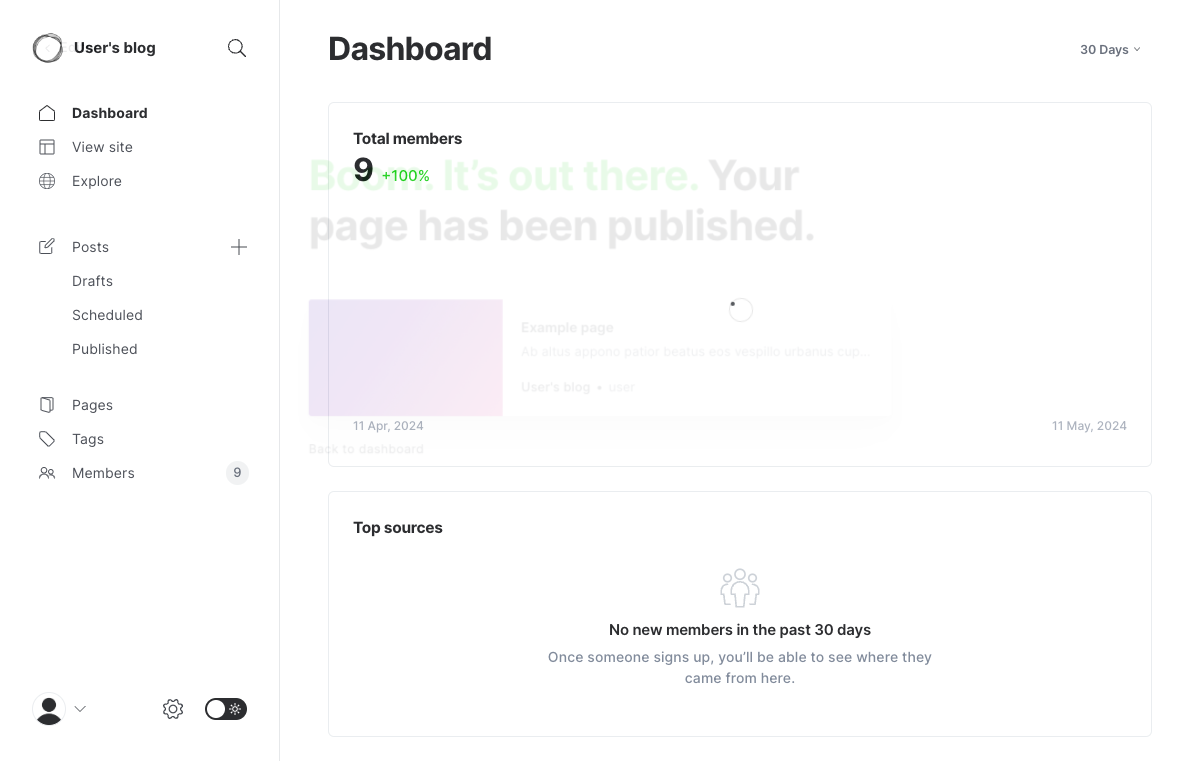 User's blog
Dashboard
View site
Explore
Posts
Drafts
Scheduled
Published
Pages
Tags
Members
9
Dashboard
30 Days
Total members
9 +100%
Boom. It's out there. Your
page has been published.
Example page
Ab altus appono patior beatus eos vespillo urbanus cup...
User's blog • user
11 Apr, 2024
11 May, 2024
Back to dashboard
Top sources
No new members in the past 30 days
Once someone signs up, you'll be able to see where they
came from here.